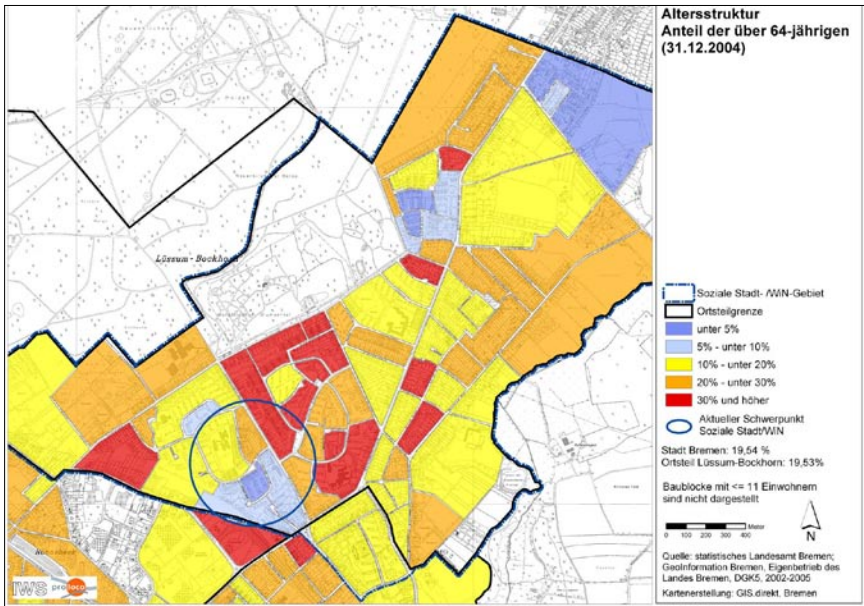 Altersstruktur
Anteil der über 64-jährigen
(31.12.2004)
Lüssum - Bockhorn
Soziale Stadt- /WiN-Gebiet
Ortsteilgrenze
unter 5%
5% - unter 10%
10% - unter 20%
20% - unter 30%
30% und höher
Aktueller Schwerpunkt
Soziale Stadt/WiN
Stadt Bremen: 19,54 %
Ortsteil Lüssum-Bockhorn: 19,53%
Baublöcke mit <= 11 Einwohnern
sind nicht dargestellt
Meter
0 100 200 300 400
N
Quelle: statistisches Landesamt Bremen;
GeoInformation Bremen, Eigenbetrieb des
Landes Bremen, DGK5, 2002-2005
Kartenerstellung: GIS.direkt, Bremen
IWS